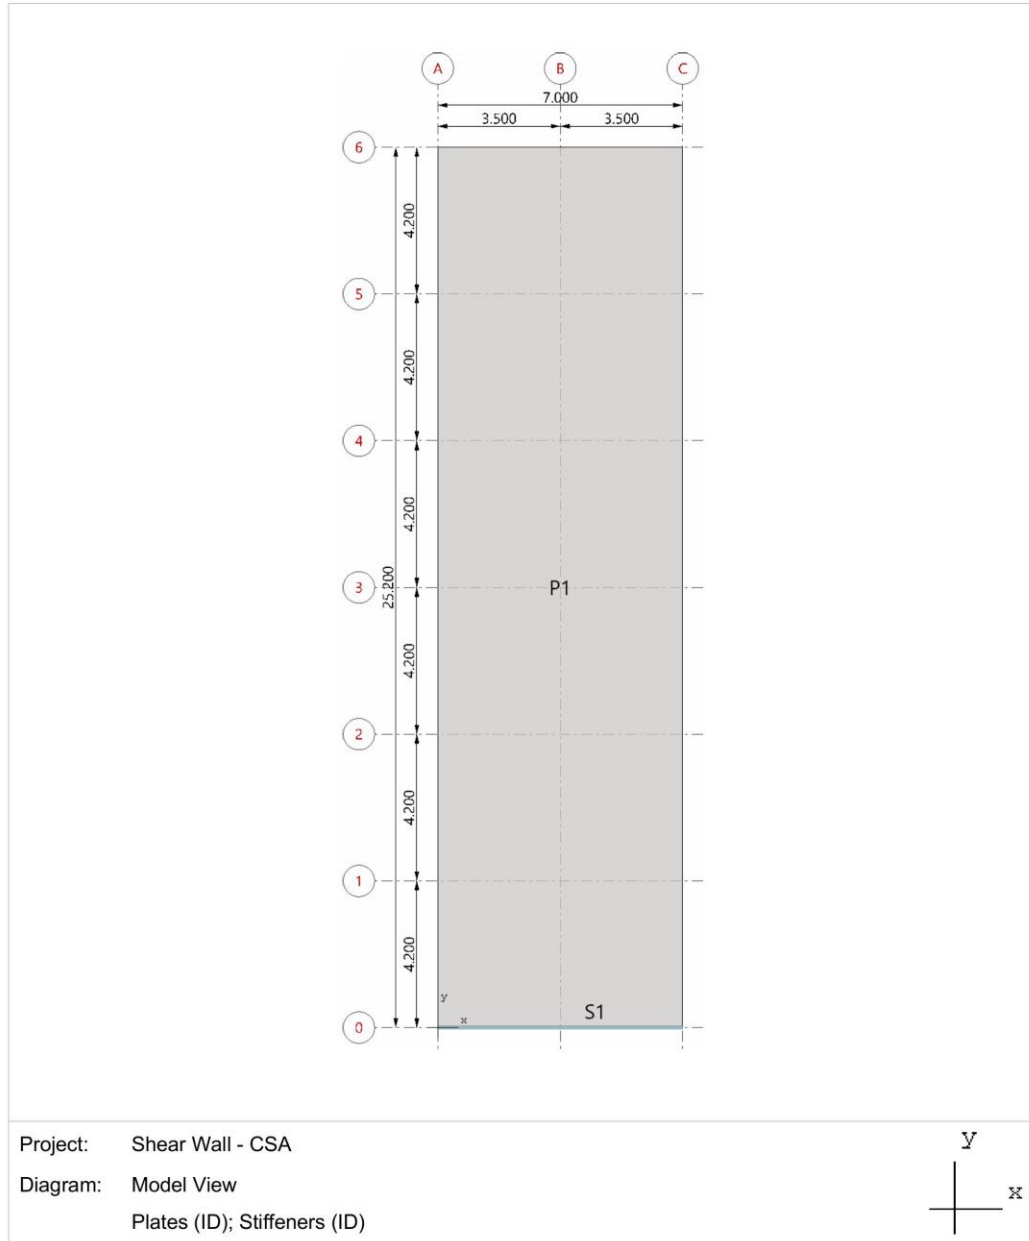 A B C
7.000
3.500 3.500
6
4.200
5
4.200
4
4.200
3 25.200 P1
4.200
2
4.200
1
4.200
y
S1
x
0
Project: Shear Wall - CSA
Diagram: Model View
Plates (ID); Stiffeners (ID)
y
x